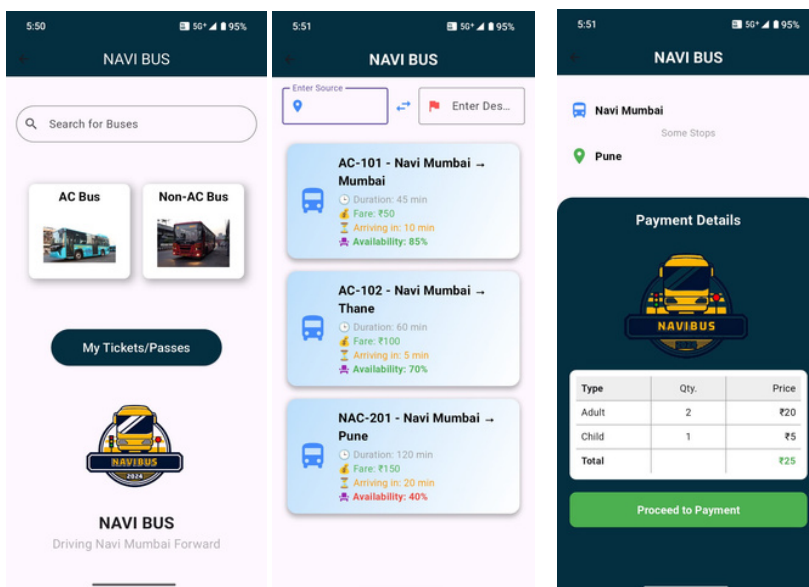 5:50
5G+ 95%
NAVI BUS
Search for Buses
AC Bus
Non-AC Bus
My Tickets/Passes
NAVIBUS
2024
NAVI BUS
Driving Navi Mumbai Forward
5:51
5G+ 95%
NAVI BUS
Enter Source
Enter Des...
AC-101 - Navi Mumbai →
Mumbai
Duration: 45 min
Fare: ₹50
Arriving in: 10 min
Availability: 85%
AC-102 - Navi Mumbai →
Thane
Duration: 60 min
Fare: ₹100
Arriving in: 5 min
Availability: 70%
NAC-201 - Navi Mumbai →
Pune
Duration: 120 min
Fare: ₹150
Arriving in: 20 min
Availability: 40%
5:51
5G+ 95%
NAVI BUS
Navi Mumbai
Some Stops
Pune
Payment Details
NAVIBUS
Type Qty. Price
Adult 2 ₹20
Child 1 ₹5
Total ₹25
Proceed to Payment